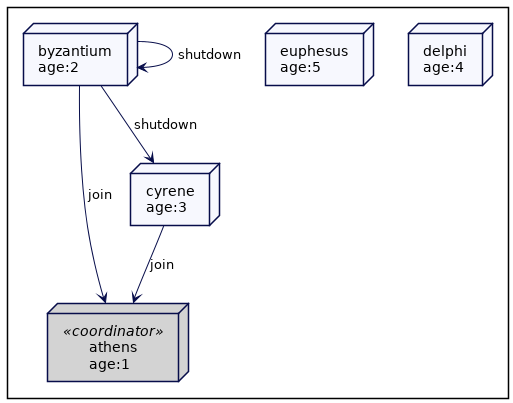 byzantium
age:2
shutdown
euphesus
age:5
delphi
age:4
shutdown
join
cyrene
age:3
join
«coordinator»
athens
age:1